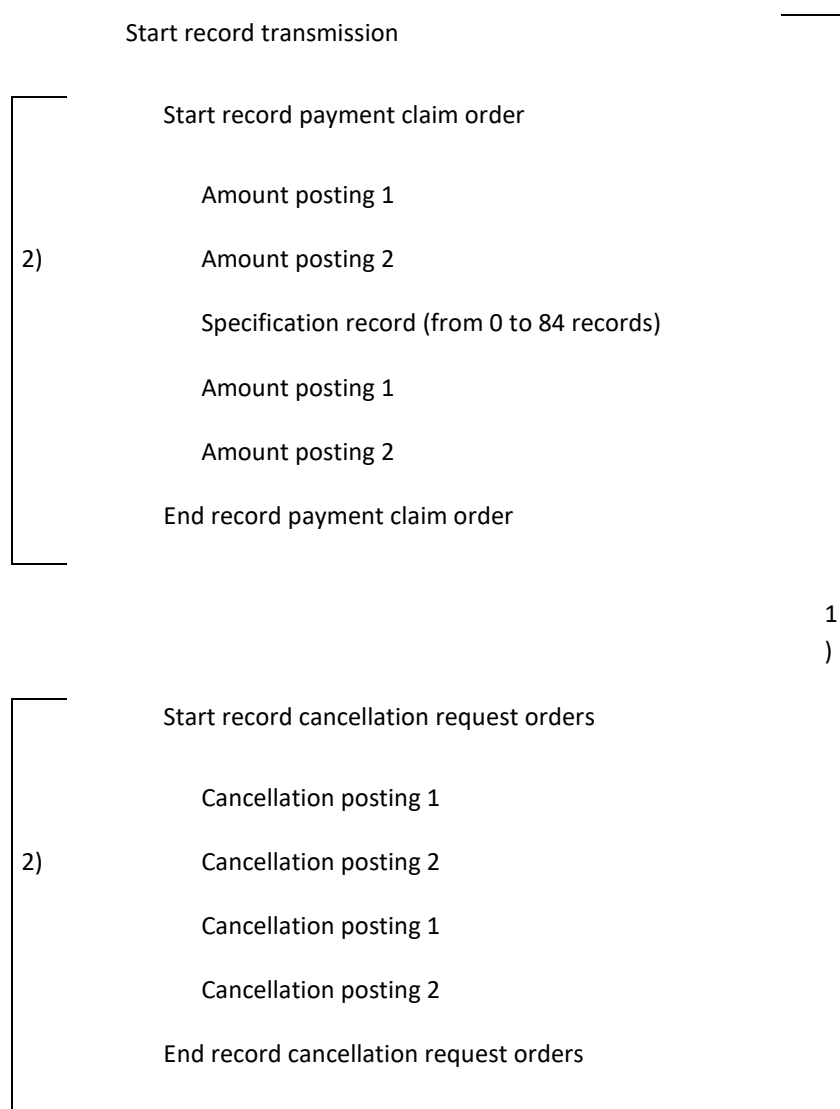 Start record transmission
Start record payment claim order
Amount posting 1
2) Amount posting 2
Specification record (from 0 to 84 records)
Amount posting 1
Amount posting 2
End record payment claim order
1
)
Start record cancellation request orders
Cancellation posting 1
2) Cancellation posting 2
Cancellation posting 1
Cancellation posting 2
End record cancellation request orders